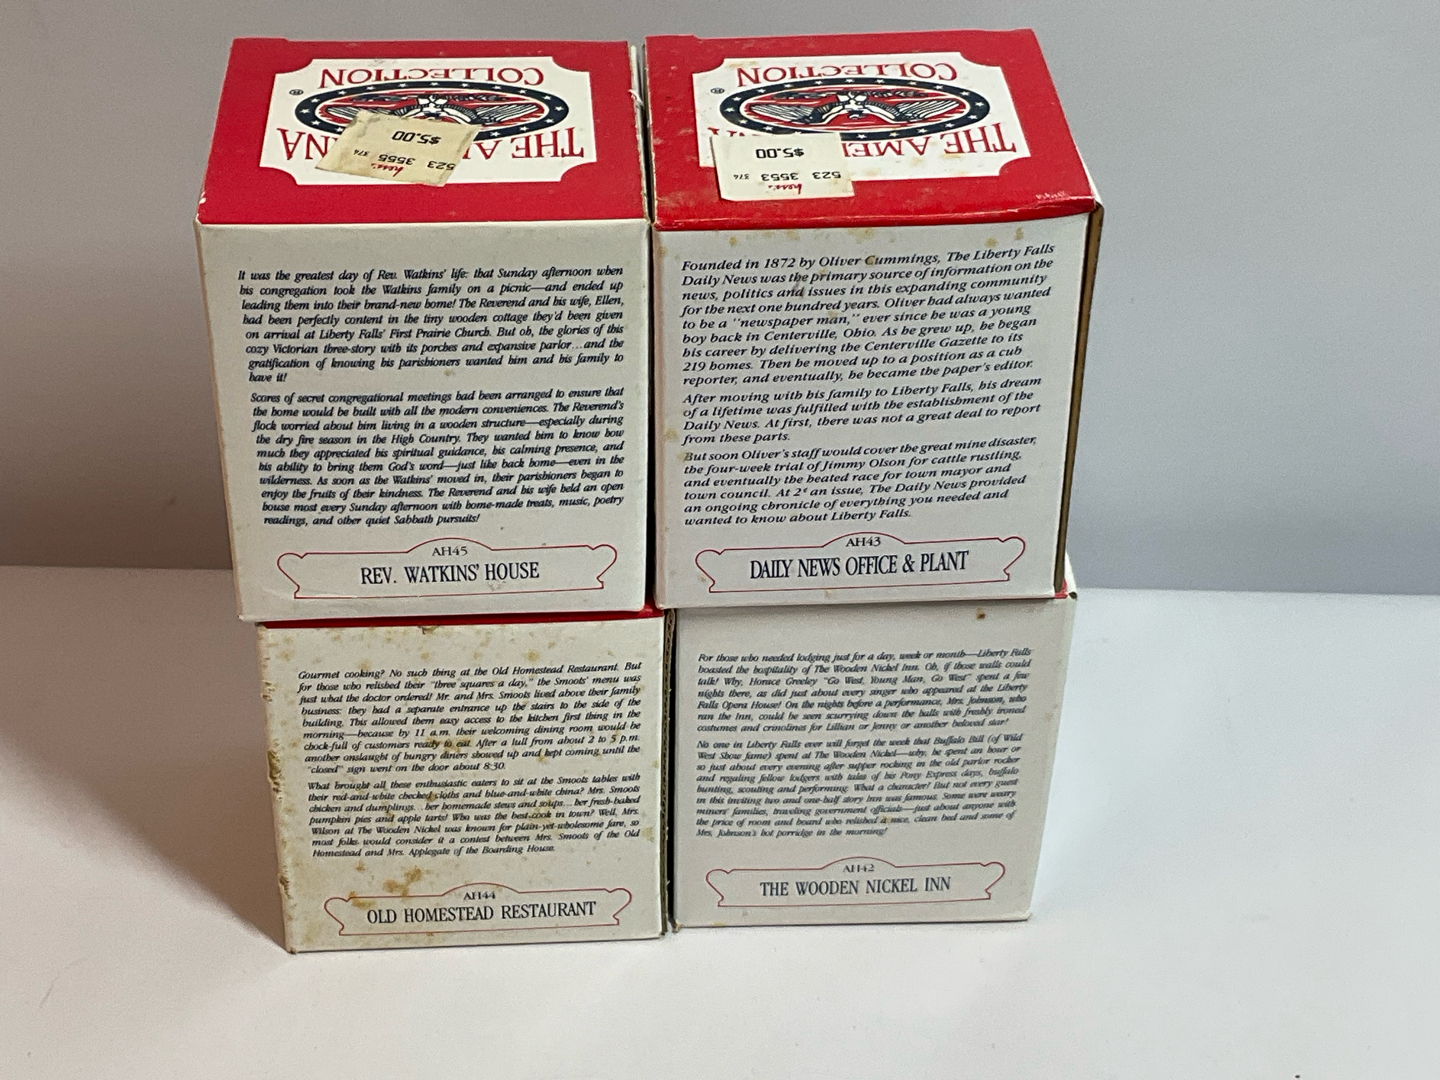 THE AMERICANA
COLLECTION
®
$5.00
523 3555 374
hess's
THE AMERICANA
COLLECTION
®
$5.00
523 3553 374
hess's
It was the greatest day of Rev. Watkins' life: that Sunday afternoon when
his congregation took the Watkins family on a picnic—and ended up
leading them into their brand-new home! The Reverend and his wife, Ellen,
had been perfectly content in the tiny wooden cottage they'd been given
on arrival at Liberty Falls' First Prairie Church. But oh, the glories of this
cozy Victorian three-story with its porches and expansive parlor...and the
gratification of knowing his parishioners wanted him and his family to
have it!
Scores of secret congregational meetings had been arranged to ensure that
the home would be built with all the modern conveniences. The Reverend's
flock worried about him living in a wooden structure—especially during
the dry fire season in the High Country. They wanted him to know how
much they appreciated his spiritual guidance, his calming presence, and
his ability to bring them God's word—just like back home—even in the
wilderness. As soon as the Watkins' moved in, their parishioners began to
enjoy the fruits of their kindness. The Reverend and his wife held an open
house most every Sunday afternoon with home-made treats, music, poetry
readings, and other quiet Sabbath pursuits!
AH45
REV. WATKINS' HOUSE
Founded in 1872 by Oliver Cummings, The Liberty Falls
Daily News was the primary source of information on the
news, politics and issues in this expanding community
for the next one hundred years. Oliver had always wanted
to be a "newspaper man," ever since he was a young
boy back in Centerville, Ohio. As he grew up, he began
his career by delivering the Centerville Gazette to its
219 homes. Then he moved up to a position as a cub
reporter, and eventually, he became the paper's editor.
After moving with his family to Liberty Falls, his dream
of a lifetime was fulfilled with the establishment of the
Daily News. At first, there was not a great deal to report
from these parts.
But soon Oliver's staff would cover the great mine disaster,
the four-week trial of Jimmy Olson for cattle rustling,
and eventually the heated race for town mayor and
town council. At 2¢ an issue, The Daily News provided
an ongoing chronicle of everything you needed and
wanted to know about Liberty Falls.
AH43
DAILY NEWS OFFICE & PLANT
Gourmet cooking? No such thing at the Old Homestead Restaurant. But
for those who relished their "three squares a day," the Smoots' menu was
just what the doctor ordered! Mr. and Mrs. Smoots lived above their family
business: they had a separate entrance up the stairs to the side of the
building. This allowed them easy access to the kitchen first thing in the
morning—because by 11 a.m. their welcoming dining room would be
chock-full of customers ready to eat. After a lull from about 2 to 5 p.m.
another onslaught of hungry diners showed up and kept coming until the
"closed" sign went on the door about 8:30.
What brought all these enthusiastic eaters to sit at the Smoots tables with
their red-and-white checked cloths and blue-and-white china? Mrs. Smoots
chicken and dumplings...her homemade stews and soups...her fresh-baked
pumpkin pies and apple tarts! Who was the best cook in town? Well, Mrs.
Wilson at The Wooden Nickel was known for plain-yet-wholesome fare, so
most folks would consider it a contest between Mrs. Smoots of the Old
Homestead and Mrs. Applegate of the Boarding House.
AH44
OLD HOMESTEAD RESTAURANT
For those who needed lodging just for a day, week or month—Liberty Falls
boasted the hospitality of The Wooden Nickel Inn. Oh, if those walls could
talk! Why, Horace Greeley "Go West, Young Man, Go West" spent a few
nights there, as did just about every singer who appeared at the Liberty
Falls Opera House! On the nights before a performance, Mrs. Johnson, who
ran the Inn, could be seen scurrying down the halls with freshly ironed
costumes and crinolines for Lillian or Jenny or another beloved star!
No one in Liberty Falls ever will forget the week that Buffalo Bill (of Wild
West Show fame) spent at The Wooden Nickel—why, he spent an hour or
so just about every evening after supper rocking in the old parlor rocker
and regaling fellow lodgers with tales of his Pony Express days, buffalo
hunting, scouting and performing. What a character! But not every guest
in this inviting two and one-half story Inn was famous. Some were weary
miners' families, traveling government officials—just about anyone with
the price of room and board who relished a nice, clean bed and some of
Mrs. Johnson's hot porridge in the morning!
AH42
THE WOODEN NICKEL INN